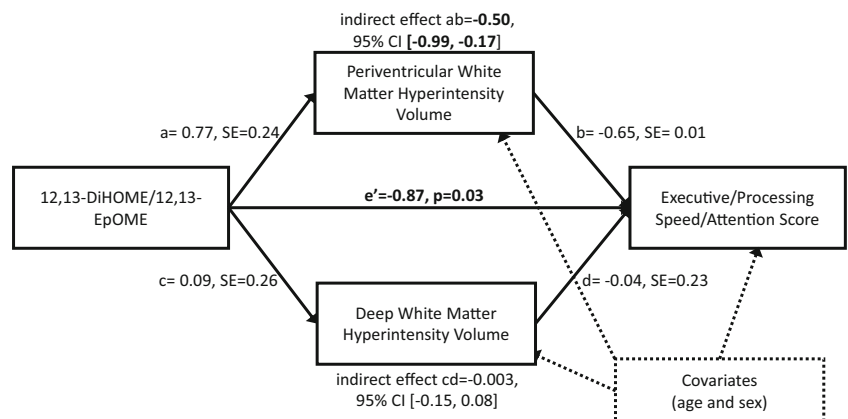 indirect effect ab=-0.50,
95% CI [-0.99, -0.17]
Periventricular White
Matter Hyperintensity
Volume
a= 0.77, SE=0.24
b= -0.65, SE= 0.01
12,13-DiHOME/12,13-
EpOME
e’=-0.87, p=0.03
Executive/Processing
Speed/Attention Score
c= 0.09, SE=0.26
d= -0.04, SE=0.23
Deep White Matter
Hyperintensity Volume
indirect effect cd=-0.003,
95% CI [-0.15, 0.08]
Covariates
(age and sex)